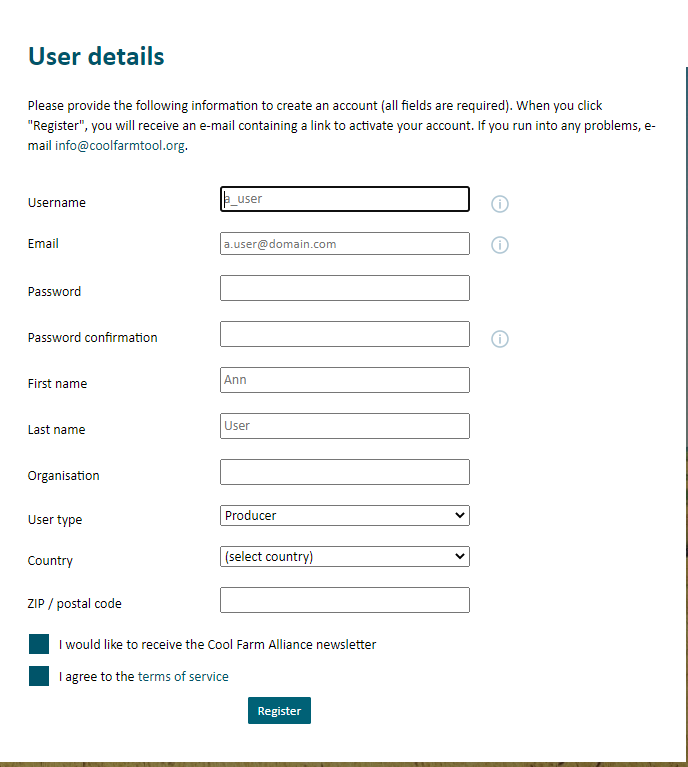 User details
Please provide the following information to create an account (all fields are required). When you click
"Register", you will receive an e-mail containing a link to activate your account. If you run into any problems, e-
mail info@coolfarmtool.org.
Username a_user
Email a.user@domain.com
Password
Password confirmation
First name Ann
Last name User
Organisation
User type Producer
Country (select country)
ZIP / postal code
I would like to receive the Cool Farm Alliance newsletter
I agree to the terms of service
Register